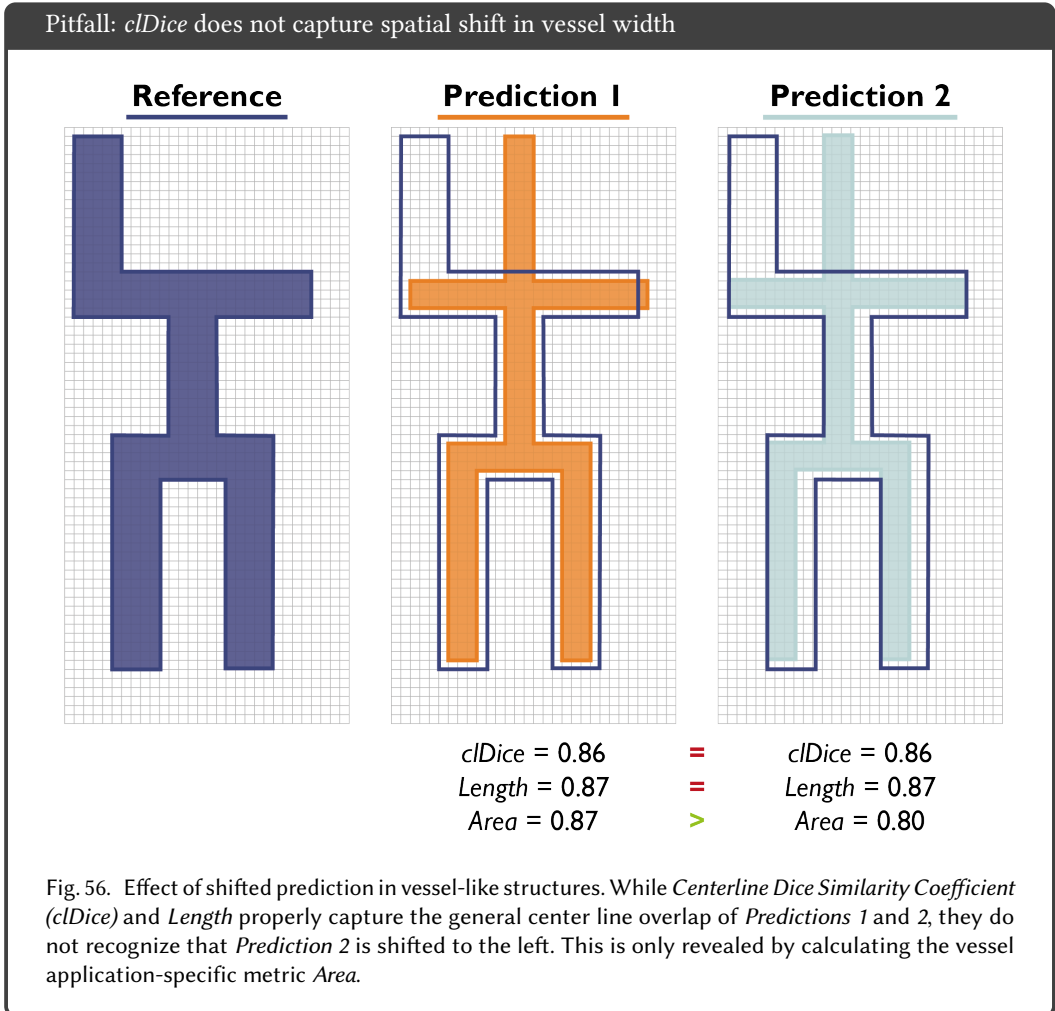 Pitfall: clDice does not capture spatial shift in vessel width
Reference Prediction 1 Prediction 2
clDice = 0.86 = clDice = 0.86
Length = 0.87 = Length = 0.87
Area = 0.87 > Area = 0.80
Fig. 56. Effect of shifted prediction in vessel-like structures. While Centerline Dice Similarity Coefficient
(clDice) and Length properly capture the general center line overlap of Predictions 1 and 2, they do
not recognize that Prediction 2 is shifted to the left. This is only revealed by calculating the vessel
application-specific metric Area.